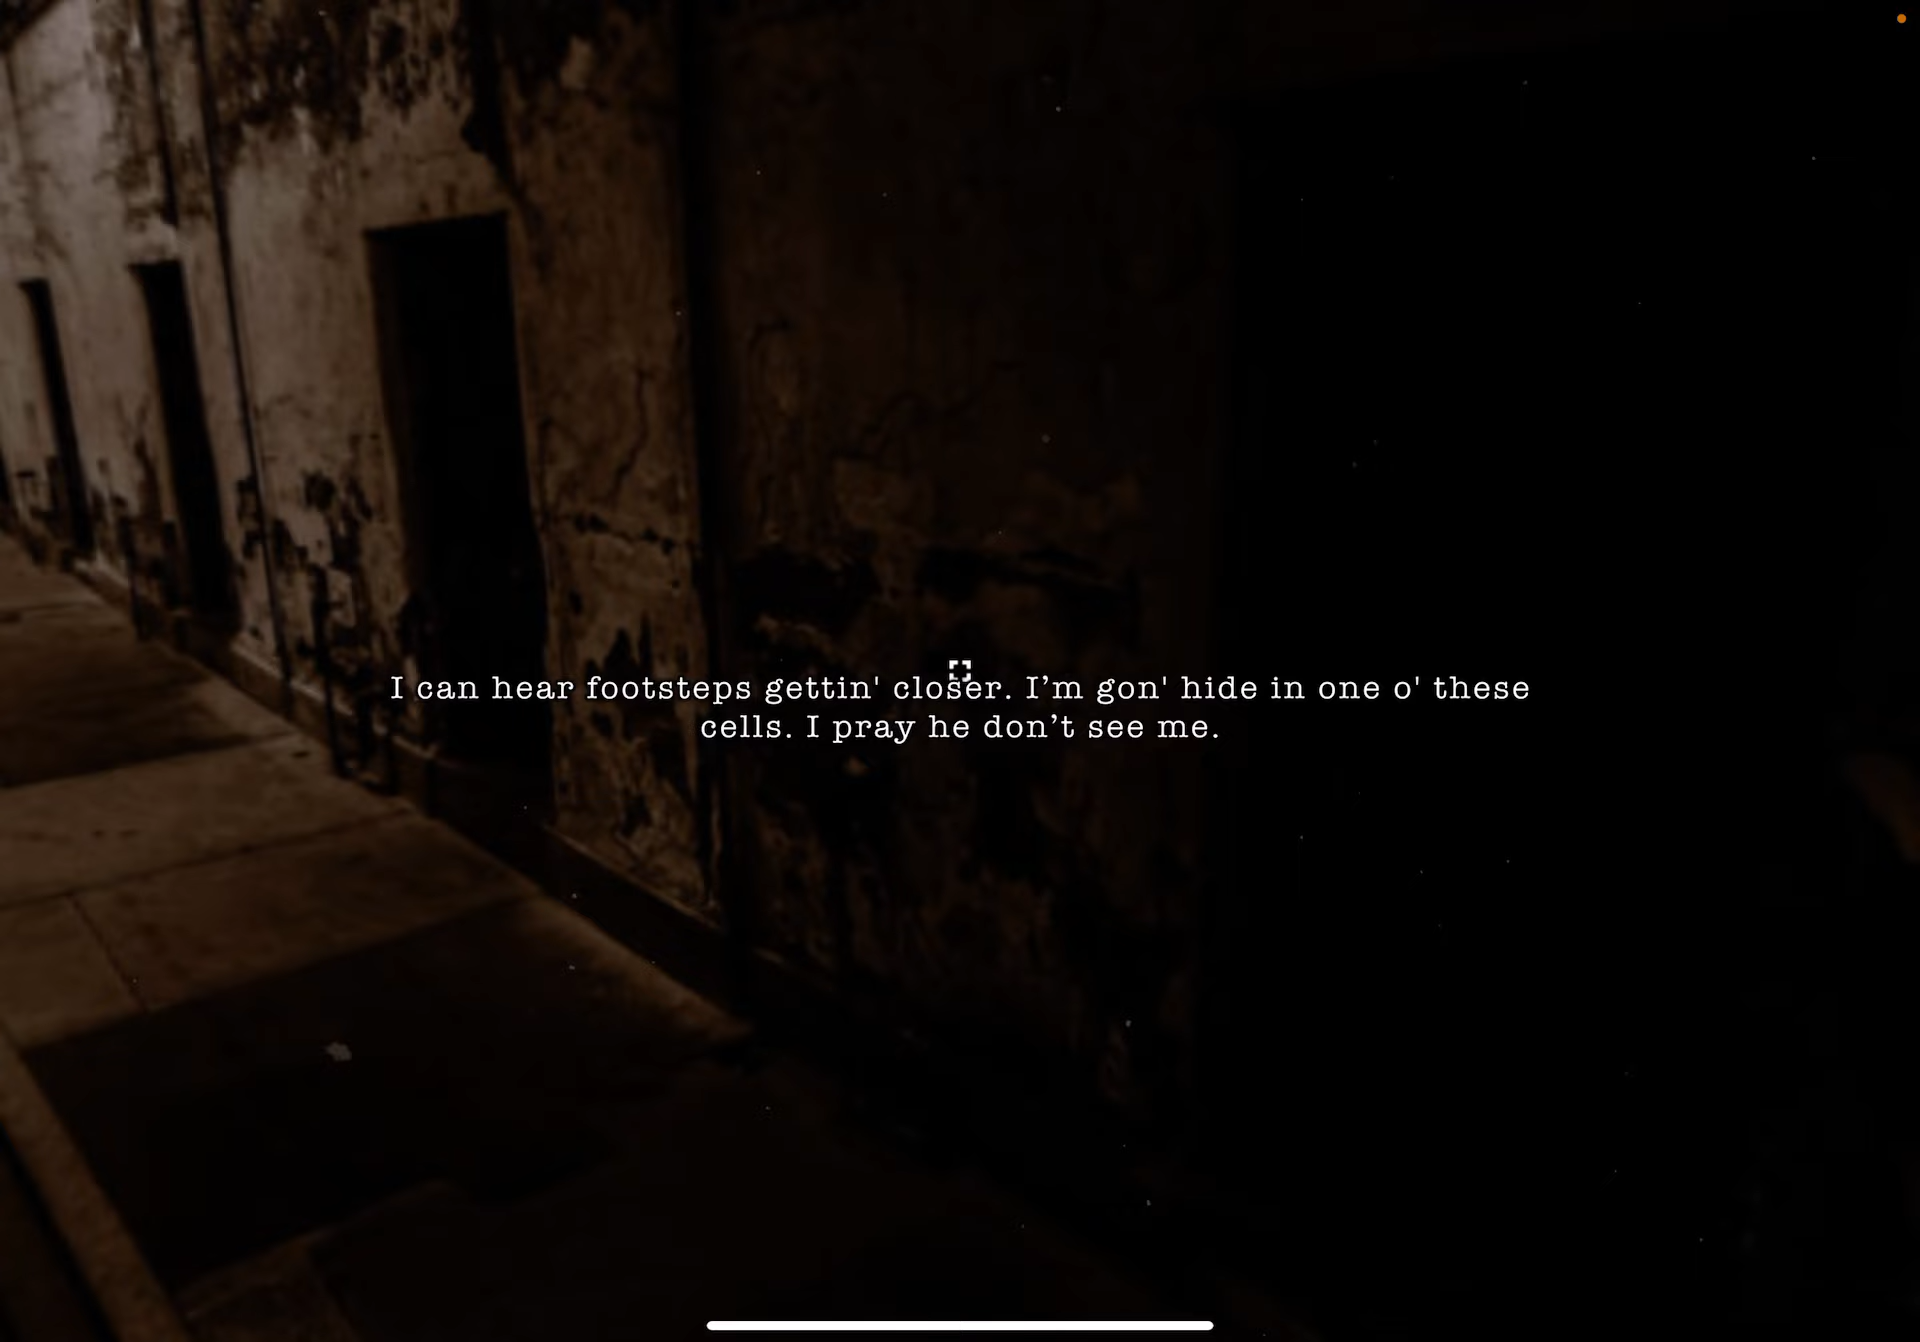 I can hear footsteps gettin' closer. I’m gon' hide in one o' these
cells. I pray he don’t see me.